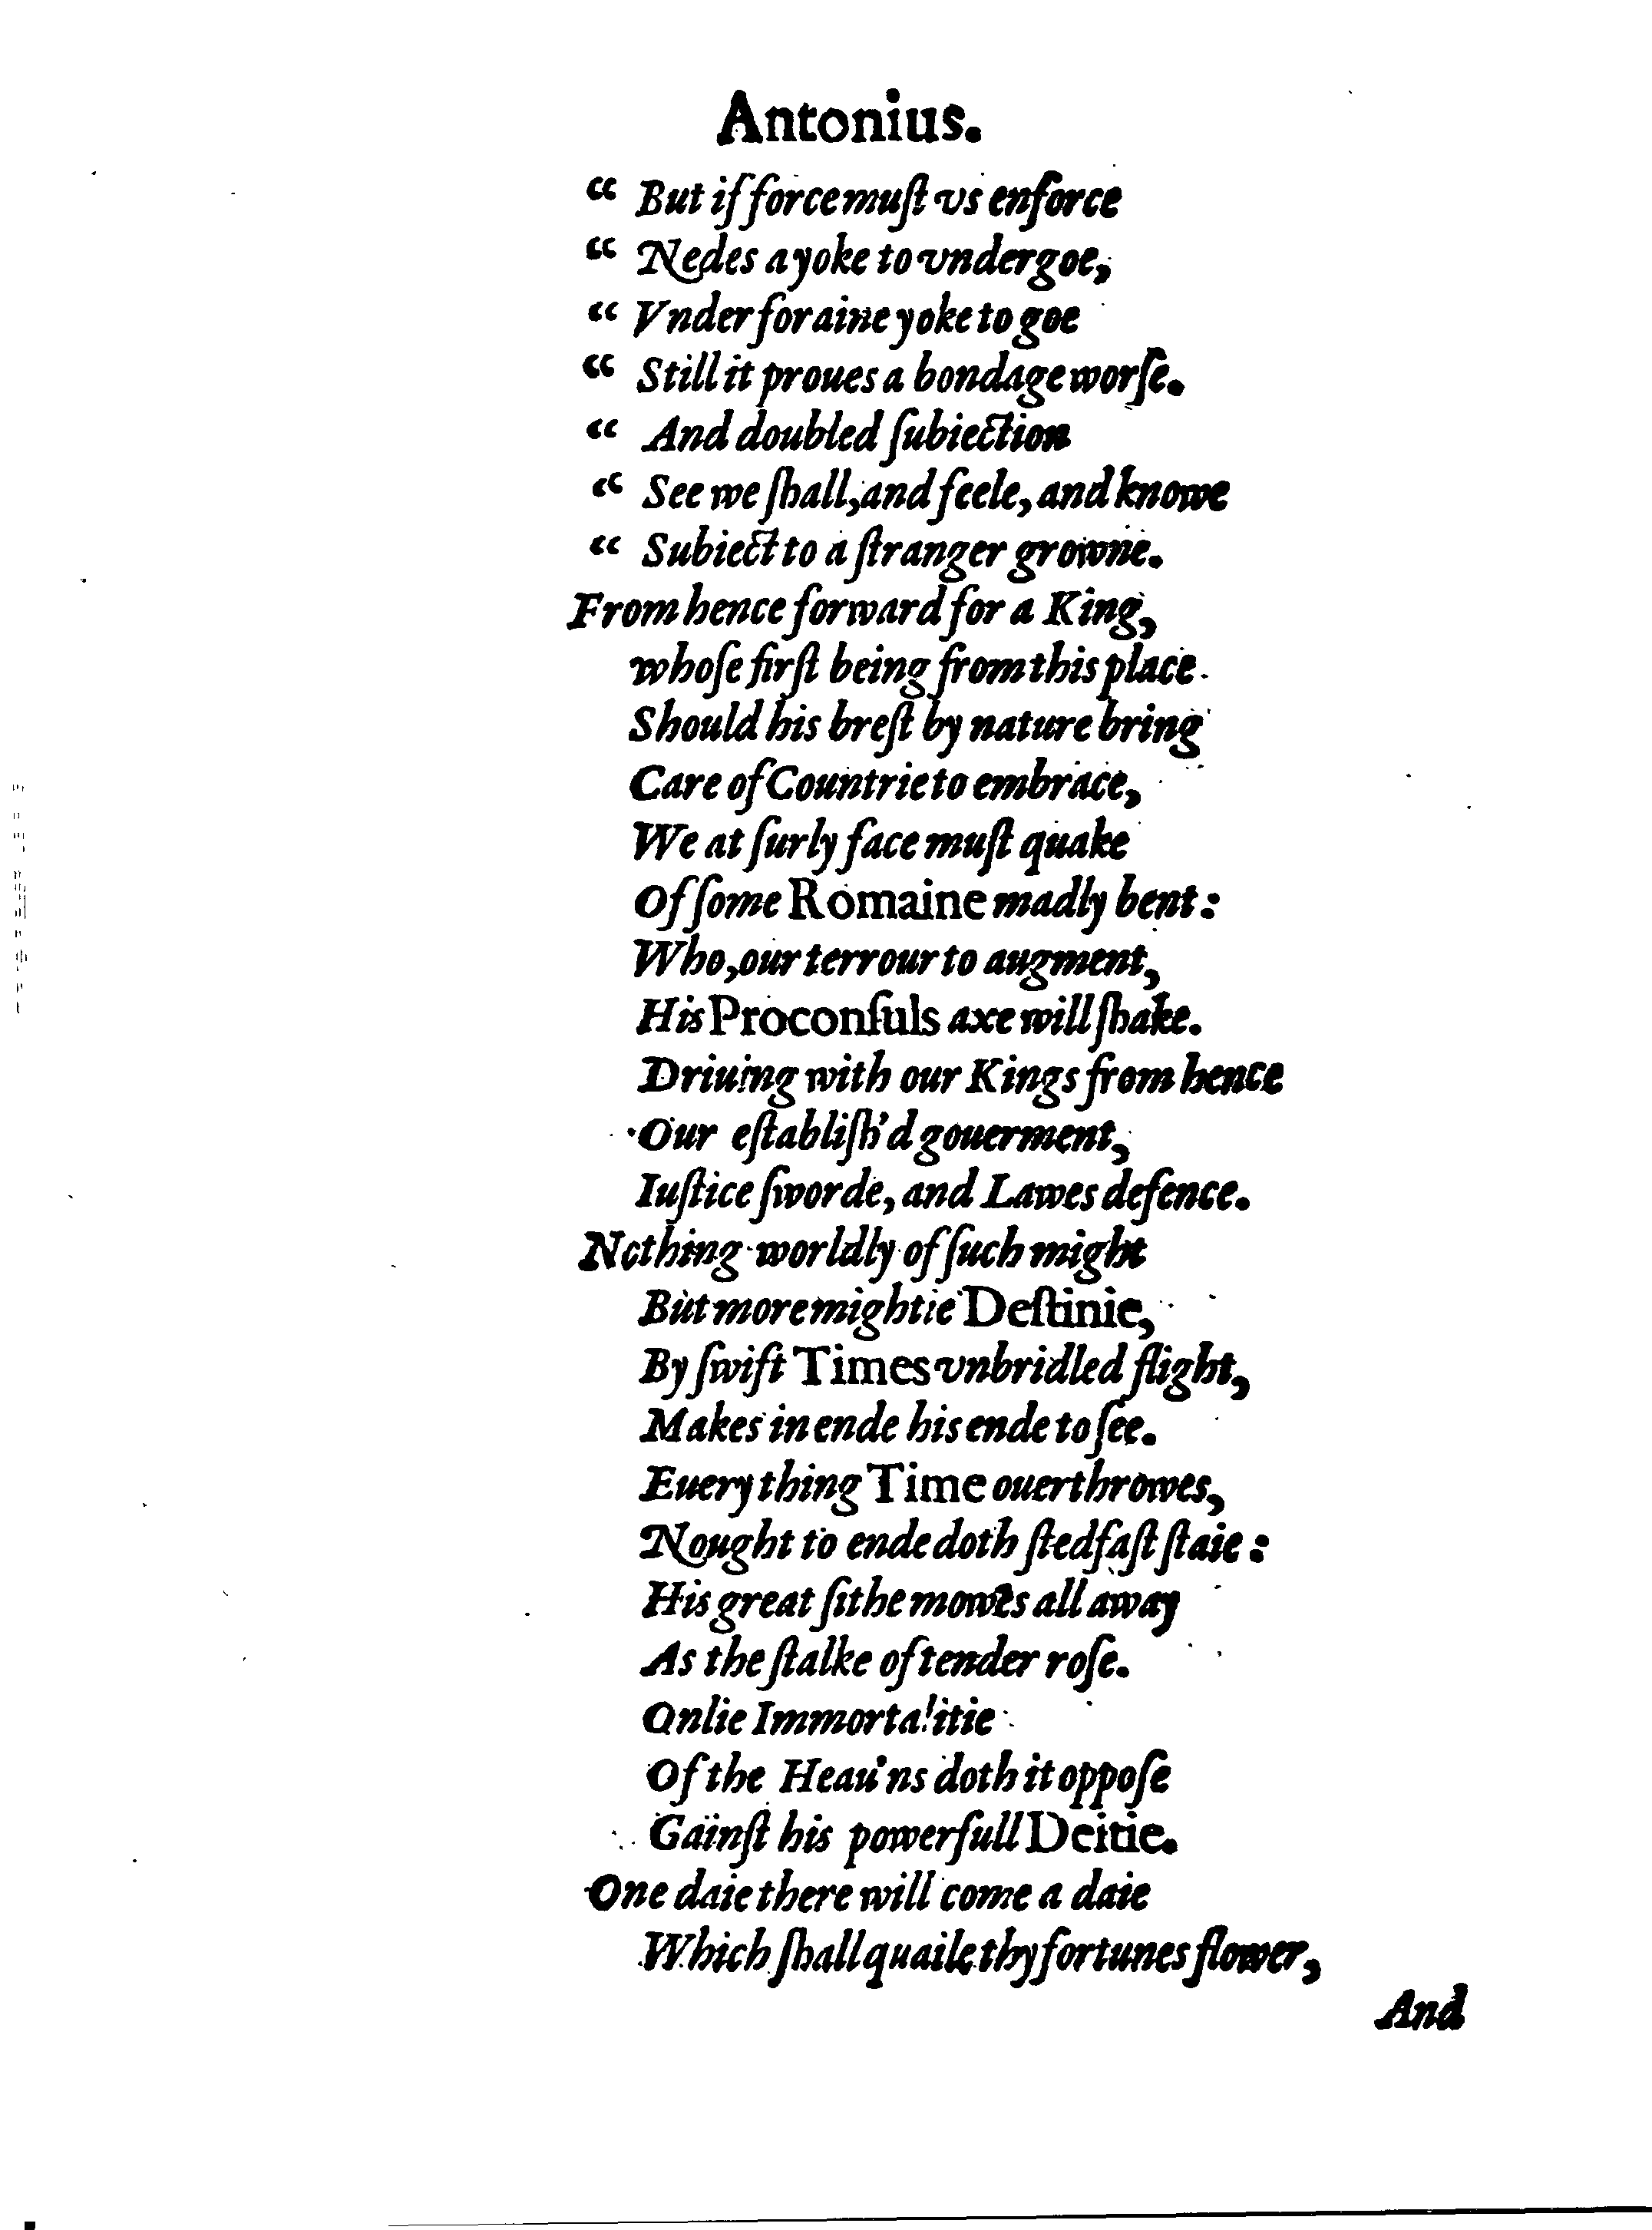 Antonius.
“ But if force muſt vs enforce
“ Nedes a yoke to vndergoe,
“ Vnder foraine yoke to goe
“ Still it proues a bondage worſe.
“ And doubled ſubiection
“ See we ſhall, and feele, and knowe
“ Subiect to a ſtranger growne.
From hence forward for a King,
whoſe firſt being from this place
Should his breſt by nature bring
Care of Countrie to embrace,
We at ſurly face muſt quake
Of ſome Romaine madly bent:
Who, our terrour to augment,
His Proconſuls axe will ſhake.
Driuing with our Kings from hence
Our eſtabliſh’d gouerment,
Iuſtice ſworde, and Lawes defence.
Nothing worldly of ſuch might
But more mightie Deſtinie,
By ſwift Times vnbridled flight,
Makes in ende his ende to ſee.
Euery thing Time ouerthrowes,
Nought to ende doth ſtedfaſt ſtaie:
His great ſithe mowes all away
As the ſtalke of tender roſe.
Onlie Immortalitie
Of the Heau’ns doth it oppoſe
Gainſt his powerfull Deitie.
One daie there will come a daie
Which ſhall quaile thy fortunes flower,
And